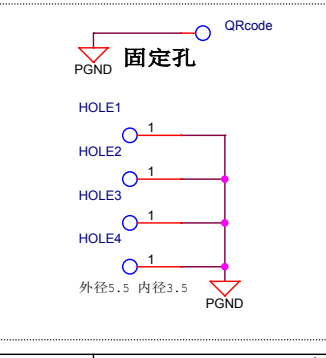 QRcode
PGND
固定孔
HOLE1
1
HOLE2
1
HOLE3
1
HOLE4
1
外径5.5 内径3.5
PGND